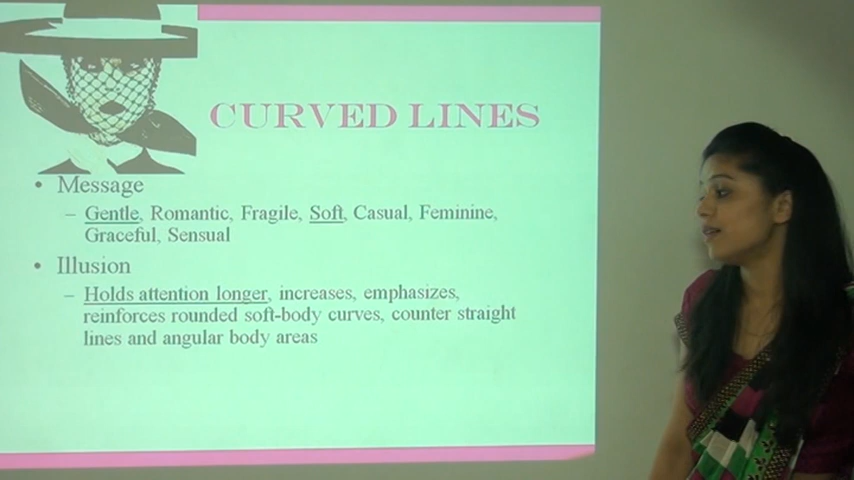 CURVED LINES
• Message
– Gentle, Romantic, Fragile, Soft, Casual, Feminine,
Graceful, Sensual
• Illusion
– Holds attention longer, increases, emphasizes,
reinforces rounded soft-body curves, counter straight
lines and angular body areas